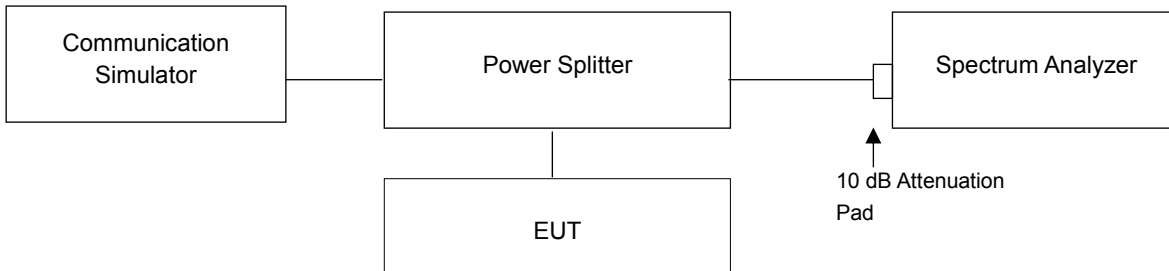 Communication
Simulator
Power Splitter
Spectrum Analyzer
10 dB Attenuation
Pad
EUT